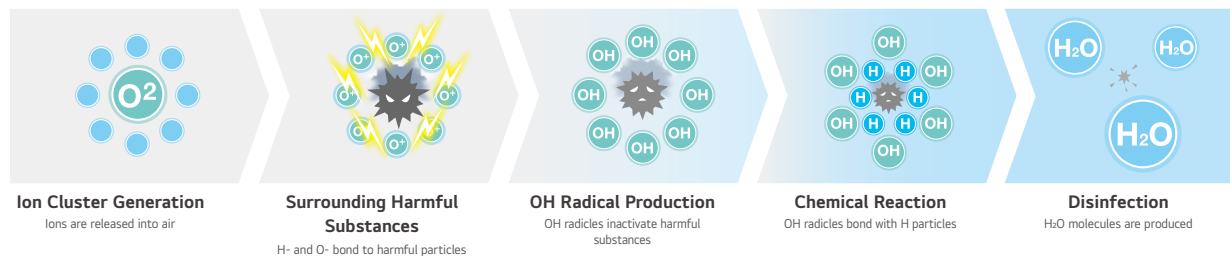 O²
O⁺ O⁺ O⁺ O⁺ O⁺ O⁺ O⁺ O⁺
OH OH OH OH OH OH OH OH
OH OH OH OH OH OH
H H H H H H
H₂O H₂O
H₂O
Ion Cluster Generation
Ions are released into air
Surrounding Harmful
Substances
H- and O- bond to harmful particles
OH Radical Production
OH radicles inactivate harmful
substances
Chemical Reaction
OH radicles bond with H particles
Disinfection
H₂O molecules are produced